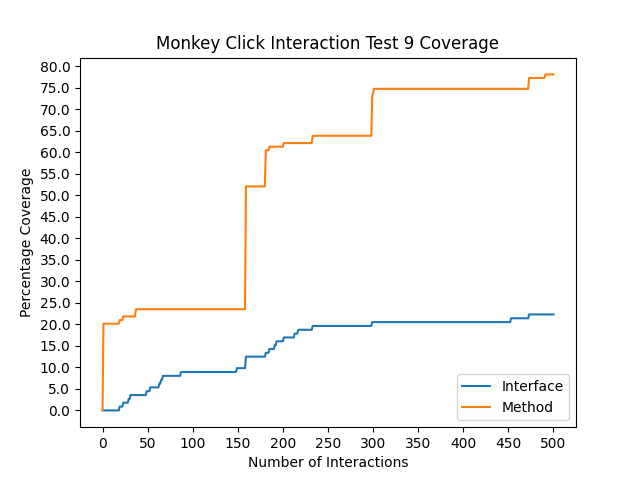 Monkey Click Interaction Test 9 Coverage
Percentage Coverage
80.0
75.0
70.0
65.0
60.0
55.0
50.0
45.0
40.0
35.0
30.0
25.0
20.0
15.0
10.0
5.0
0.0
Interface
Method
0 50 100 150 200 250 300 350 400 450 500
Number of Interactions